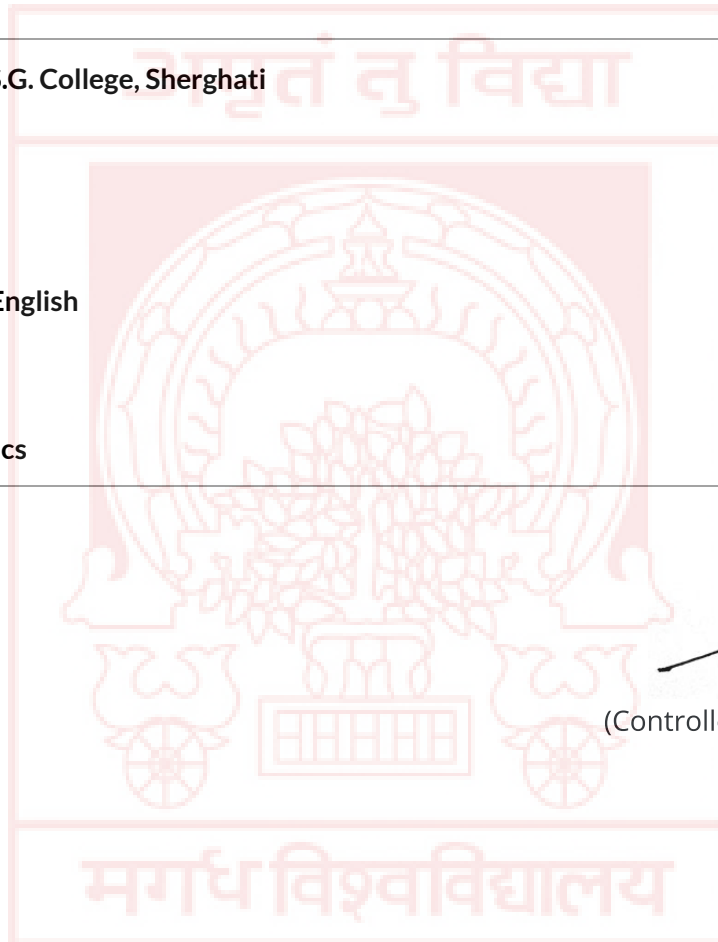 अमृतं तु विद्या
.G. College, Sherghati
English
cs
(Controll
मगध विश्वविद्यालय